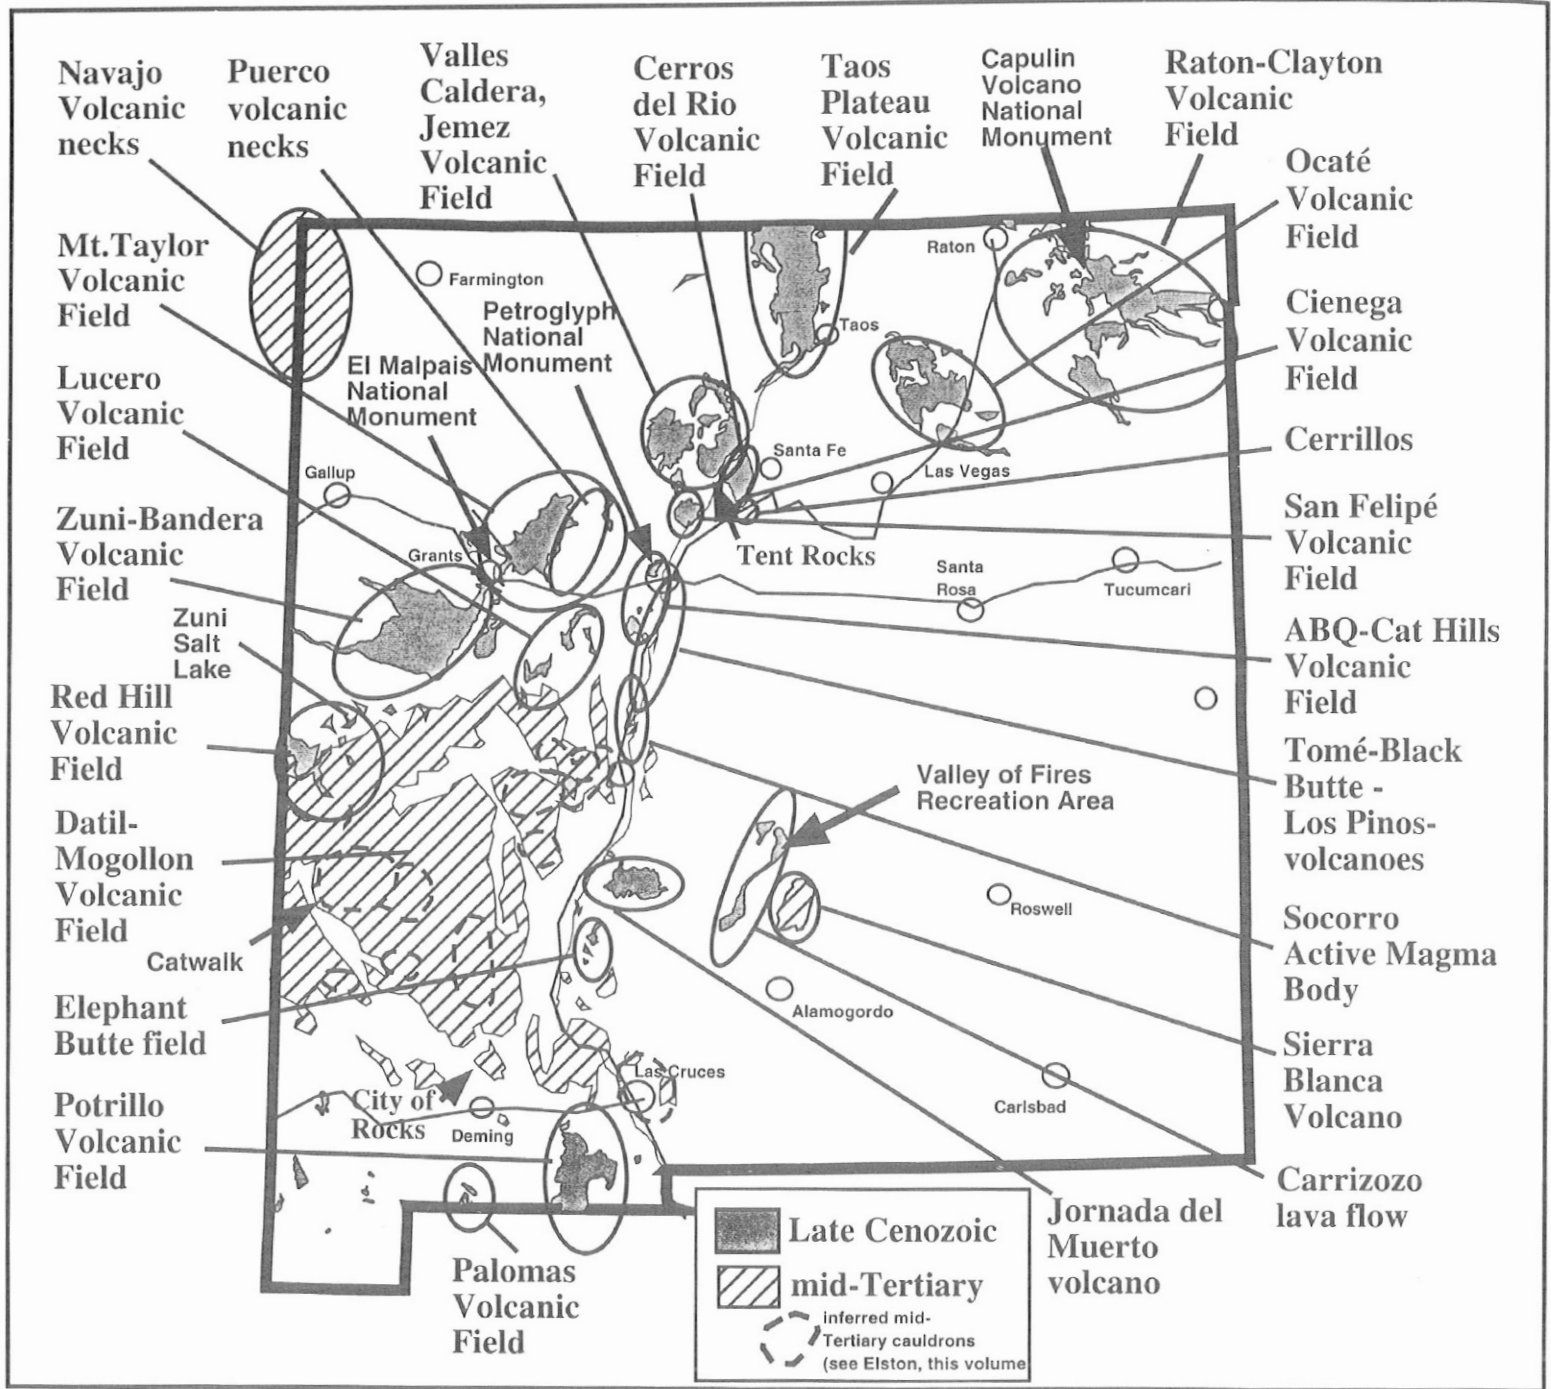 Navajo
Volcanic
necks
Puerco
volcanic
necks
Valles
Caldera,
Jemez
Volcanic
Field
Cerros
del Rio
Volcanic
Field
Taos
Plateau
Volcanic
Field
Capulin
Volcano
National
Monument
Raton-Clayton
Volcanic
Field
Ocaté
Volcanic
Field
Mt.Taylor
Volcanic
Field
Farmington
Petroglyph
National
Monument
El Malpais
National
Monument
Raton
Taos
Cienega
Volcanic
Field
Lucero
Volcanic
Field
Gallup
Santa Fe
Las Vegas
Cerrillos
Zuni-Bandera
Volcanic
Field
Grants
Tent Rocks
Santa
Rosa
Tucumcari
San Felipé
Volcanic
Field
Zuni
Salt
Lake
ABQ-Cat Hills
Volcanic
Field
Red Hill
Volcanic
Field
Valley of Fires
Recreation Area
Tomé-Black
Butte -
Los Pinos-
volcanoes
Datil-
Mogollon
Volcanic
Field
Catwalk
Roswell
Socorro
Active Magma
Body
Elephant
Butte field
Alamogordo
Sierra
Blanca
Volcano
Las Cruces
Carlsbad
City of
Rocks
Deming
Potrillo
Volcanic
Field
Carrizozo
lava flow
Jornada del
Muerto
volcano
Palomas
Volcanic
Field
Late Cenozoic
mid-Tertiary
inferred mid-
Tertiary cauldrons
(see Elston, this volume